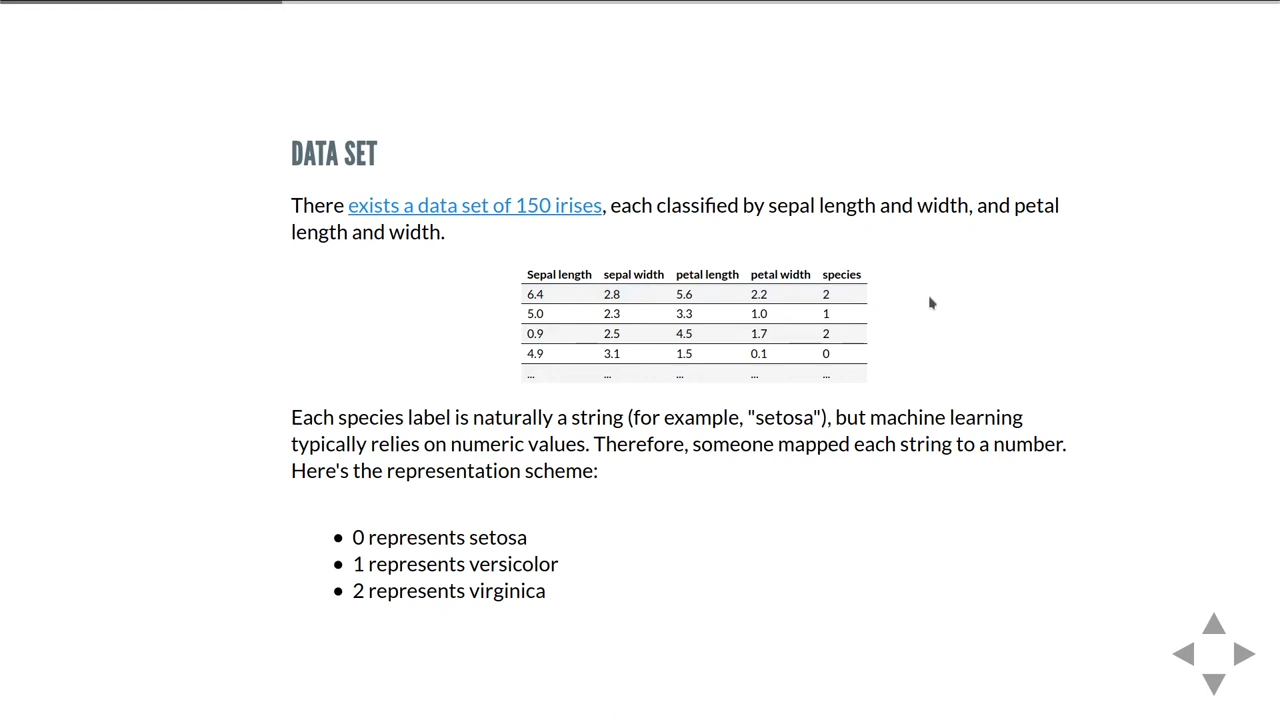 DATA SET
There exists a data set of 150 irises, each classified by sepal length and width, and petal
length and width.
Sepal length sepal width petal length petal width species
6.4 2.8 5.6 2.2 2
5.0 2.3 3.3 1.0 1
0.9 2.5 4.5 1.7 2
4.9 3.1 1.5 0.1 0
... ... ... ... ...
Each species label is naturally a string (for example, "setosa"), but machine learning
typically relies on numeric values. Therefore, someone mapped each string to a number.
Here's the representation scheme:
• 0 represents setosa
• 1 represents versicolor
• 2 represents virginica